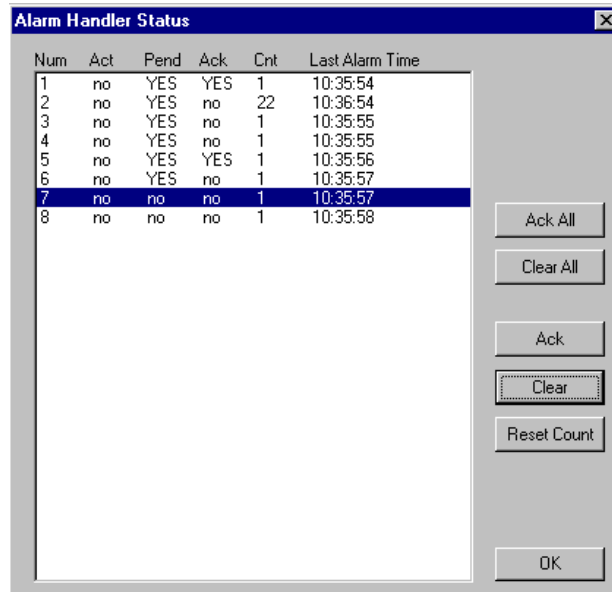 Alarm Handler Status
Num Act Pend Ack Cnt Last Alarm Time
1 no YES YES 1 10:35:54
2 no YES no 22 10:36:54
3 no YES no 1 10:35:55
4 no YES no 1 10:35:55
5 no YES YES 1 10:35:56
6 no YES no 1 10:35:57
7 no no no 1 10:35:57
8 no no no 1 10:35:58
Ack All
Clear All
Ack
Clear
Reset Count
OK